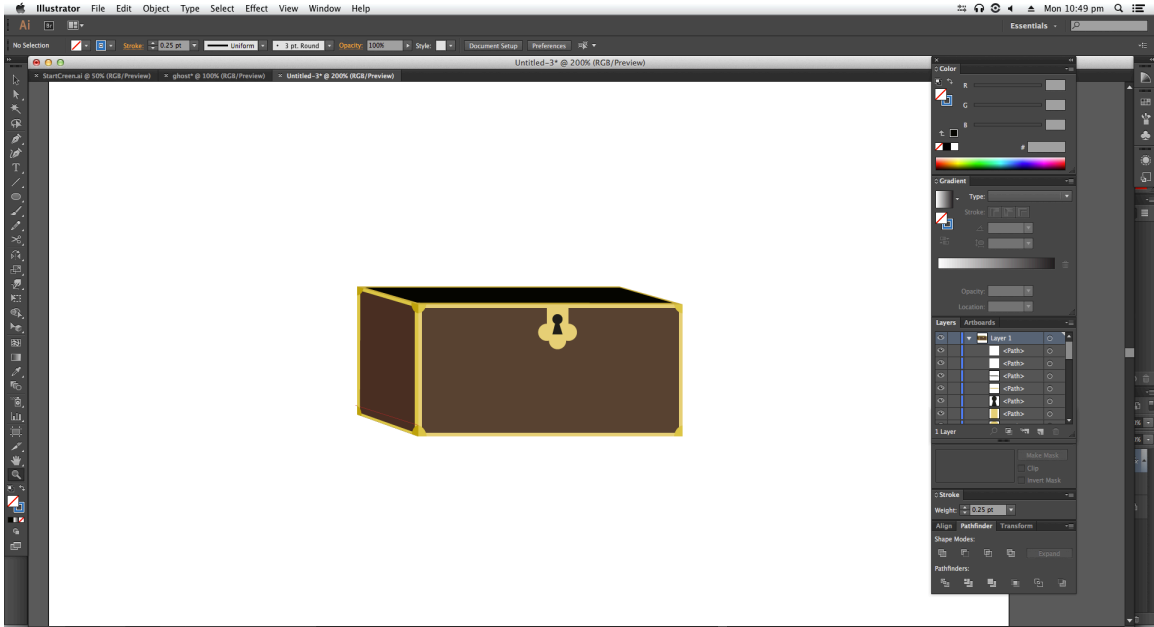 Illustrator File Edit Object Type Select Effect View Window Help Mon 10:49 pm
Ai Br Essentials
No Selection Stroke: 0.25 pt Uniform 3 pt. Round Opacity: 100% Style: Document Setup Preferences
Untitled-3* @ 200% (RGB/Preview)
× StartCreen.ai @ 50% (RGB/Preview) × ghost* @ 100% (RGB/Preview) × Untitled-3* @ 200% (RGB/Preview)
Color
R
G
B
#
Gradient
Type:
Stroke:
Opacity:
Location:
Layers Artboards
Layer 1
<Path>
<Path>
<Path>
<Path>
<Path>
<Path>
1 Layer
Make Mask
Clip
Invert Mask
Stroke
Weight: 0.25 pt
Align Pathfinder Transform
Shape Modes:
Expand
Pathfinders: